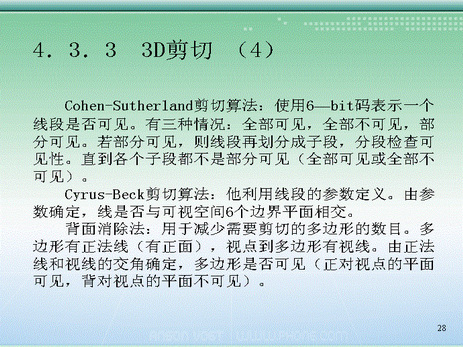 4．3．3　3D剪切　（4）
Cohen-Sutherland剪切算法：使用6—bit码表示一个
线段是否可见。有三种情况：全部可见，全部不可见，部
分可见。若部分可见，则线段再划分成子段，分段检查可
见性。直到各个子段都不是部分可见（全部可见或全部不
可见）。
Cyrus-Beck剪切算法：他利用线段的参数定义。由参
数确定，线是否与可视空间6个边界平面相交。
背面消除法：用于减少需要剪切的多边形的数目。多
边形有正法线（有正面），视点到多边形有视线。由正法
线和视线的交角确定，多边形是否可见（正对视点的平面
可见，背对视点的平面不可见）。
28